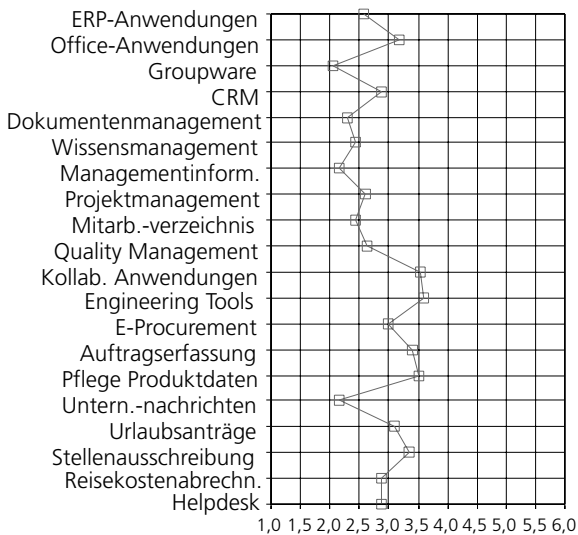 ERP-Anwendungen
Office-Anwendungen
Groupware
CRM
Dokumentenmanagement
Wissensmanagement
Managementinform.
Projektmanagement
Mitarb.-verzeichnis
Quality Management
Kollab. Anwendungen
Engineering Tools
E-Procurement
Auftragserfassung
Pflege Produktdaten
Untern.-nachrichten
Urlaubsanträge
Stellenausschreibung
Reisekostenabrechn.
Helpdesk
1,0 1,5 2,0 2,5 3,0 3,5 4,0 4,5 5,0 5,5 6,0